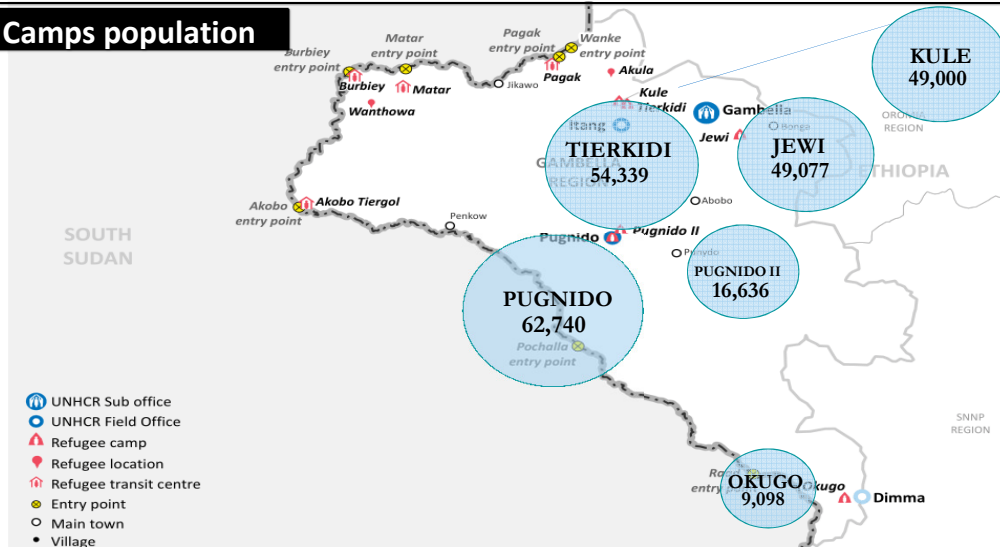 Camps population
Burbiey
entry point
Matar
entry point
Pagak
entry point
Wanke
entry point
Burbiey
Matar
Wanthowa
Jikawo
Pagak
Akula
Kule
Tierkidi
Gambella
Itang
Jewi
Bonga
KULE
49,000
OROMIA
REGION
TIERKIDI
54,339
GAMBELLA
REGION
JEWI
49,077
ETHIOPIA
Abobo
Akobo
entry point
Akobo Tiergol
Penkow
SOUTH
SUDAN
Pugnido
Pugnido II
Punydo
PUGNIDO II
16,636
PUGNIDO
62,740
Pochalla
entry point
SNNP
REGION
entry point
OKUGO
9,098
Okugo
Dimma
UNHCR Sub office
UNHCR Field Office
Refugee camp
Refugee location
Refugee transit centre
Entry point
Main town
Village